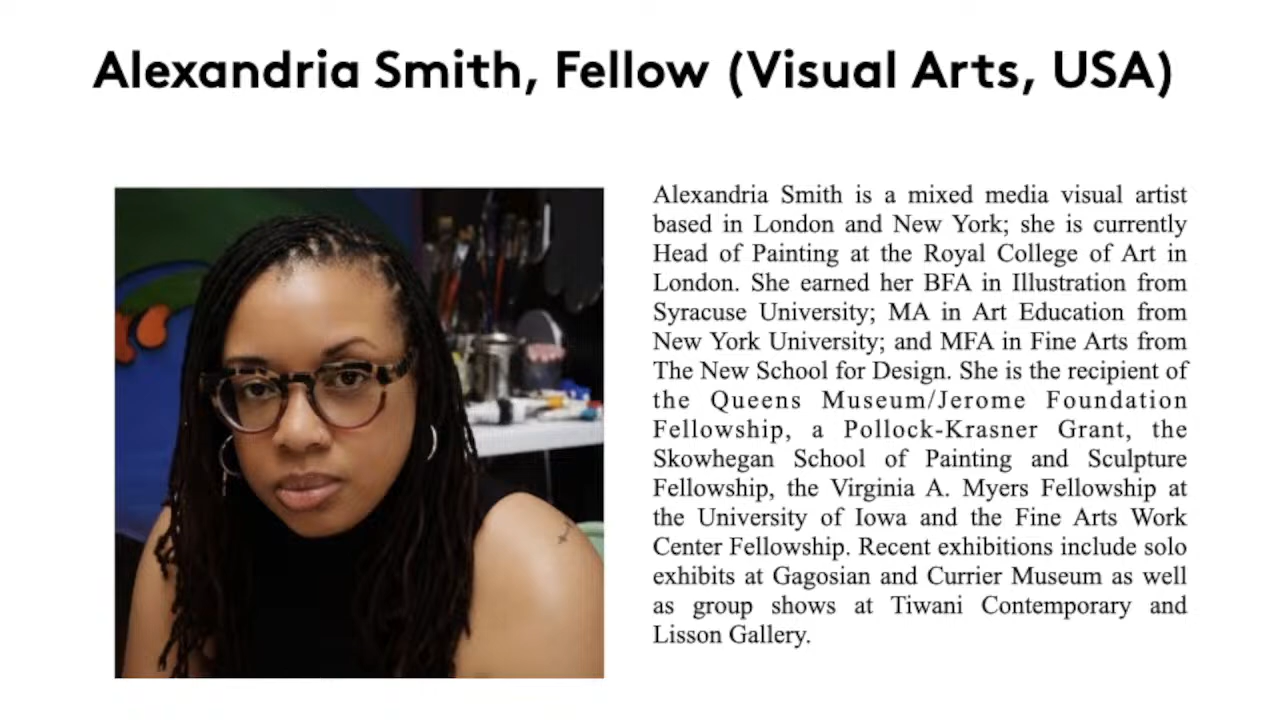 Alexandria Smith, Fellow (Visual Arts, USA)
Alexandria Smith is a mixed media visual artist
based in London and New York; she is currently
Head of Painting at the Royal College of Art in
London. She earned her BFA in Illustration from
Syracuse University; MA in Art Education from
New York University; and MFA in Fine Arts from
The New School for Design. She is the recipient of
the Queens Museum/Jerome Foundation
Fellowship, a Pollock-Krasner Grant, the
Skowhegan School of Painting and Sculpture
Fellowship, the Virginia A. Myers Fellowship at
the University of Iowa and the Fine Arts Work
Center Fellowship. Recent exhibitions include solo
exhibits at Gagosian and Currier Museum as well
as group shows at Tiwani Contemporary and
Lisson Gallery.